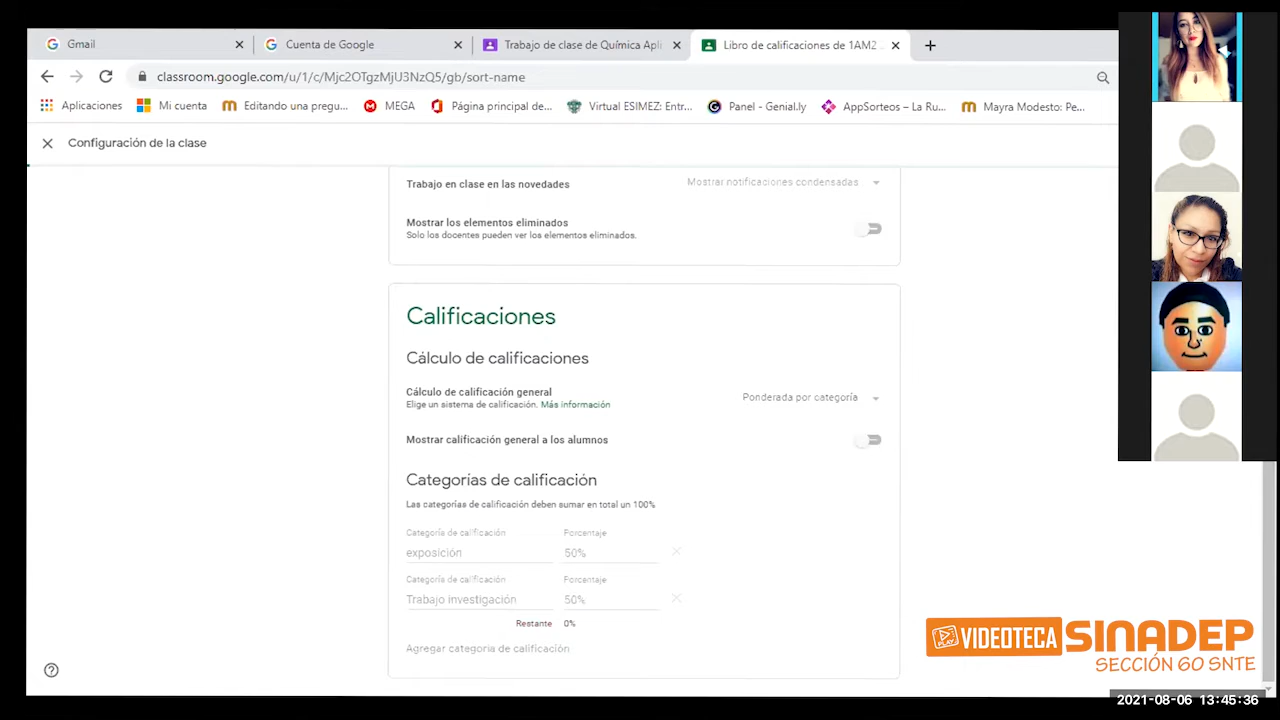 Gmail
Cuenta de Google
Trabajo de clase de Química Apli
Libro de calificaciones de 1AM2
classroom.google.com/u/1/c/Mjc2OTgzMjU3NzQ5/gb/sort-name
Aplicaciones
Mi cuenta
Editando una pregu...
MEGA
Página principal de...
Virtual ESIMEZ: Entr...
Panel - Genial.ly
AppSorteos – La Ru...
Mayra Modesto: Pe...
Configuración de la clase
Trabajo en clase en las novedades
Mostrar notificaciones condensadas
Mostrar los elementos eliminados
Solo los docentes pueden ver los elementos eliminados.
Calificaciones
Cálculo de calificaciones
Cálculo de calificación general
Elige un sistema de calificación. Más información
Ponderada por categoría
Mostrar calificación general a los alumnos
Categorías de calificación
Las categorías de calificación deben sumar en total un 100%
Categoría de calificación Porcentaje
exposición 50%
Categoría de calificación Porcentaje
Trabajo investigación 50%
Restante 0%
Agregar categoría de calificación
PLAY VIDEOTECA SINADEP
SECCIÓN 60 SNTE
2021-08-06 13:45:36